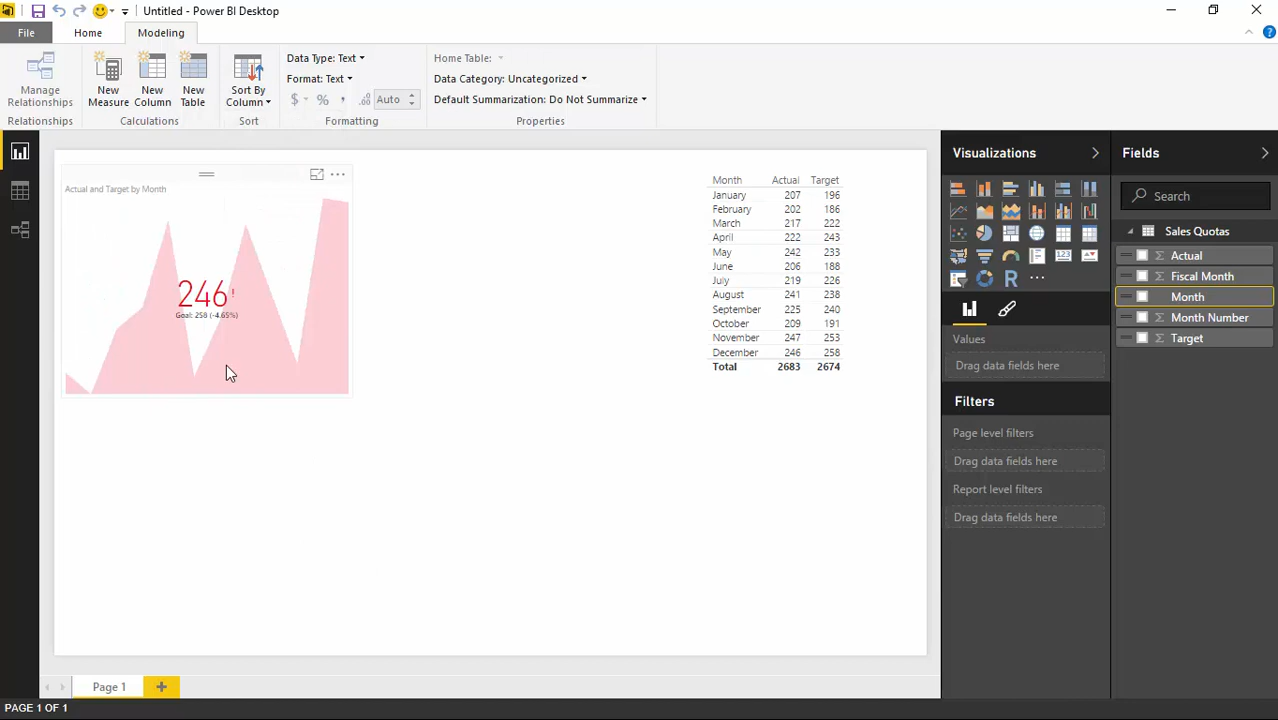 Untitled - Power BI Desktop
File
Home
Modeling
Manage Relationships
New Measure
New Column
New Table
Sort By Column
Data Type: Text
Format: Text
$ % , .00 Auto
Home Table:
Data Category: Uncategorized
Default Summarization: Do Not Summarize
Relationships
Calculations
Sort
Formatting
Properties
Actual and Target by Month
246!
Goal: 258 (-4.65%)
Month Actual Target
January 207 196
February 202 186
March 217 222
April 222 243
May 242 233
June 206 188
July 219 226
August 241 238
September 225 240
October 209 191
November 247 253
December 246 258
Total 2683 2674
Visualizations
123
R
Values
Drag data fields here
Filters
Page level filters
Drag data fields here
Report level filters
Drag data fields here
Fields
Search
Sales Quotas
Σ Actual
Σ Fiscal Month
Month
Σ Month Number
Σ Target
Page 1
PAGE 1 OF 1